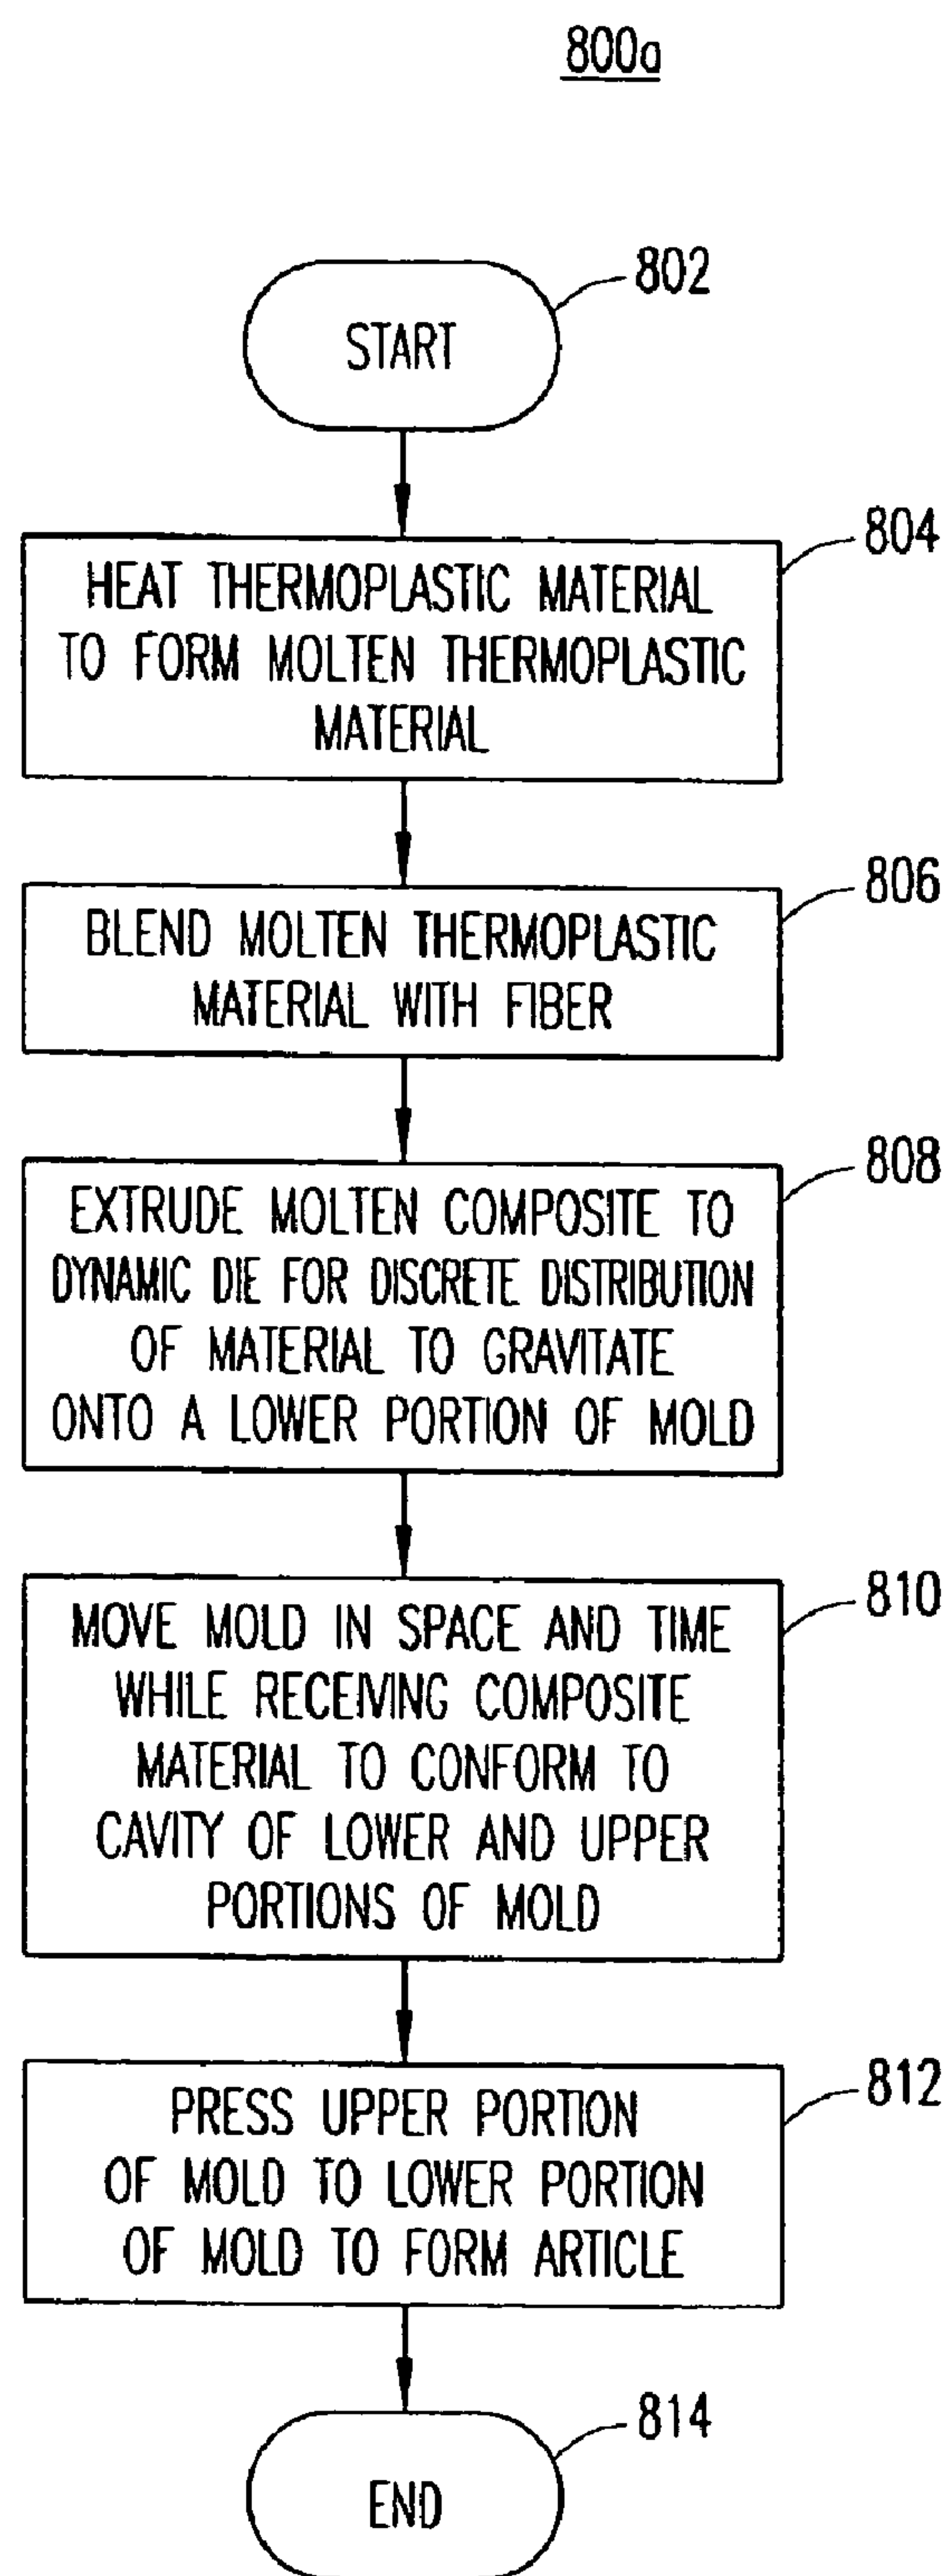 800a
802
START
804
HEAT THERMOPLASTIC MATERIAL
TO FORM MOLTEN THERMOPLASTIC
MATERIAL
806
BLEND MOLTEN THERMOPLASTIC
MATERIAL WITH FIBER
808
EXTRUDE MOLTEN COMPOSITE TO
DYNAMIC DIE FOR DISCRETE DISTRIBUTION
OF MATERIAL TO GRAVITATE
ONTO A LOWER PORTION OF MOLD
810
MOVE MOLD IN SPACE AND TIME
WHILE RECEIVING COMPOSITE
MATERIAL TO CONFORM TO
CAVITY OF LOWER AND UPPER
PORTIONS OF MOLD
812
PRESS UPPER PORTION
OF MOLD TO LOWER PORTION
OF MOLD TO FORM ARTICLE
814
END